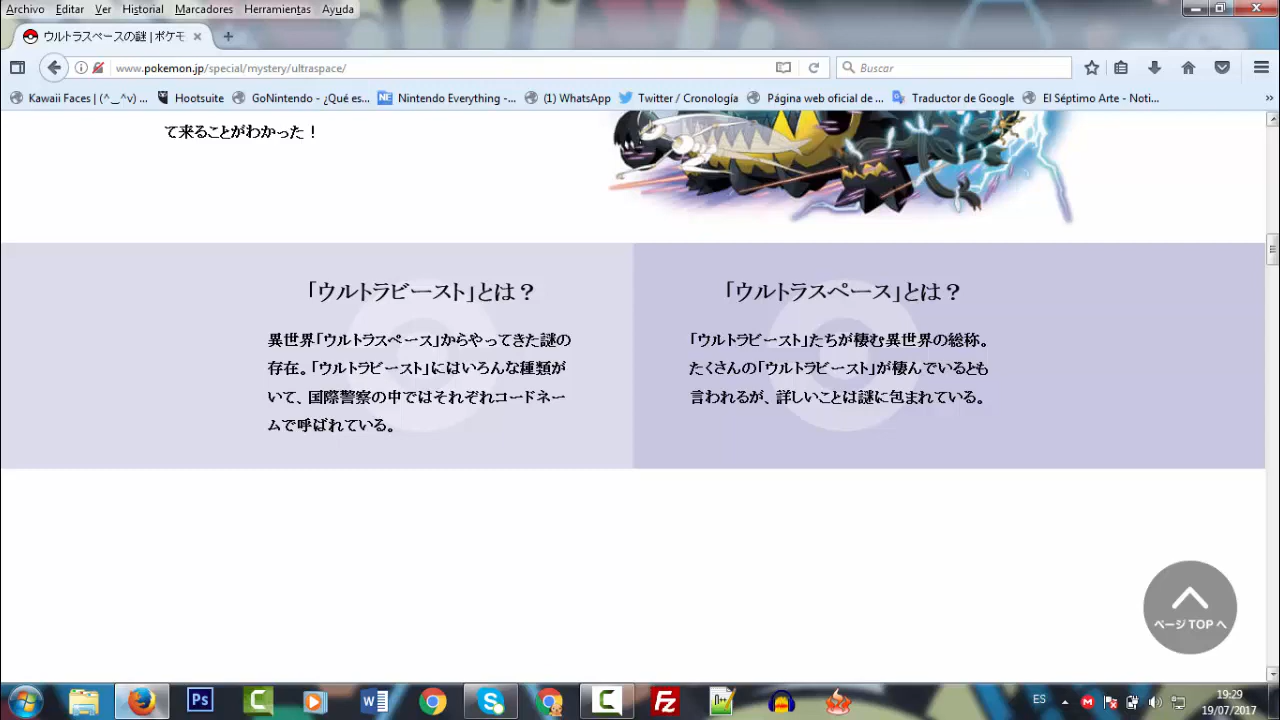 Archivo Editar Ver Historial Marcadores Herramientas Ayuda
ウルトラスペースの謎 | ポケモ
www.pokemon.jp/special/mystery/ultraspace/
Buscar
Kawaii Faces | (^‿^v) ... Hootsuite GoNintendo - ¿Qué es... NE Nintendo Everything -... (1) WhatsApp Twitter / Cronología Página web oficial de ... Traductor de Google El Séptimo Arte - Noti...
て来ることがわかった！
「ウルトラビースト」とは？
異世界「ウルトラスペース」からやってきた謎の
存在。「ウルトラビースト」にはいろんな種類が
いて、国際警察の中ではそれぞれコードネー
ムで呼ばれている。
「ウルトラスペース」とは？
「ウルトラビースト」たちが棲む異世界の総称。
たくさんの「ウルトラビースト」が棲んでいるとも
言われるが、詳しいことは謎に包まれている。
ページTOPへ
Ps
W
S
Fz
ES
19:29
19/07/2017